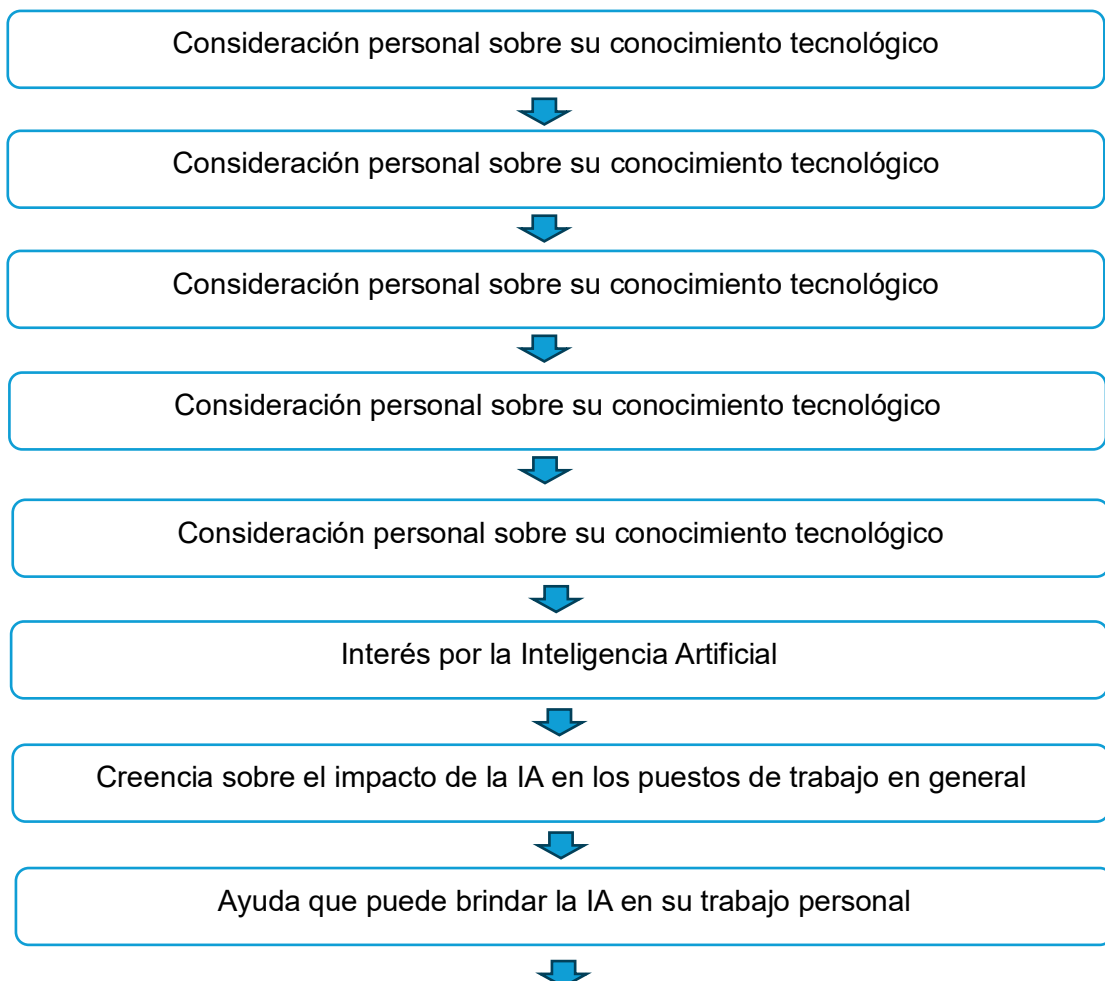 Consideración personal sobre su conocimiento tecnológico
Consideración personal sobre su conocimiento tecnológico
Consideración personal sobre su conocimiento tecnológico
Consideración personal sobre su conocimiento tecnológico
Consideración personal sobre su conocimiento tecnológico
Interés por la Inteligencia Artificial
Creencia sobre el impacto de la IA en los puestos de trabajo en general
Ayuda que puede brindar la IA en su trabajo personal